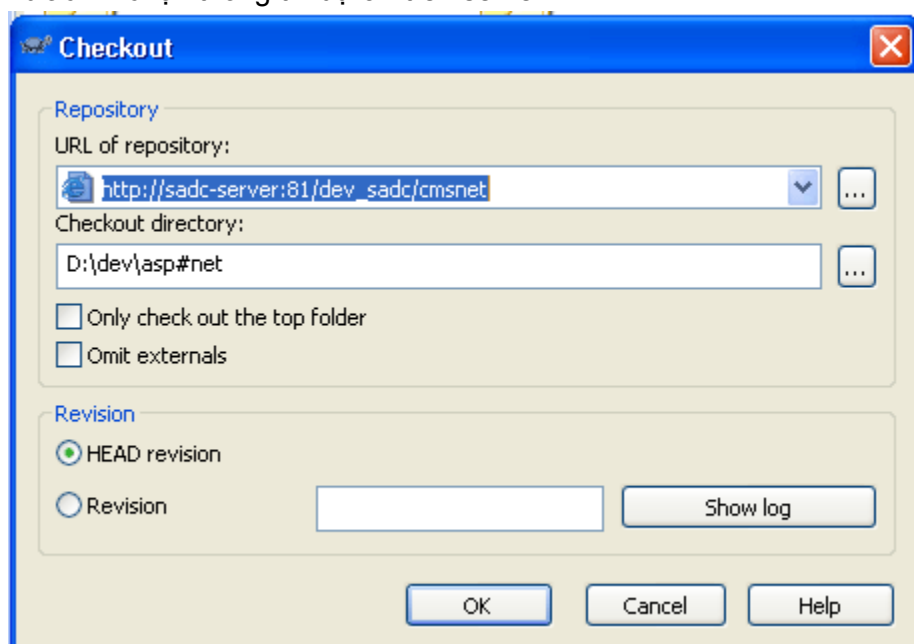 Checkout
Repository
URL of repository:
http://sadc-server:81/dev_sadc/cmsnet
...
Checkout directory:
D:\dev\asp#net
...
Only check out the top folder
Omit externals
Revision
HEAD revision
Revision
Show log
OK Cancel Help